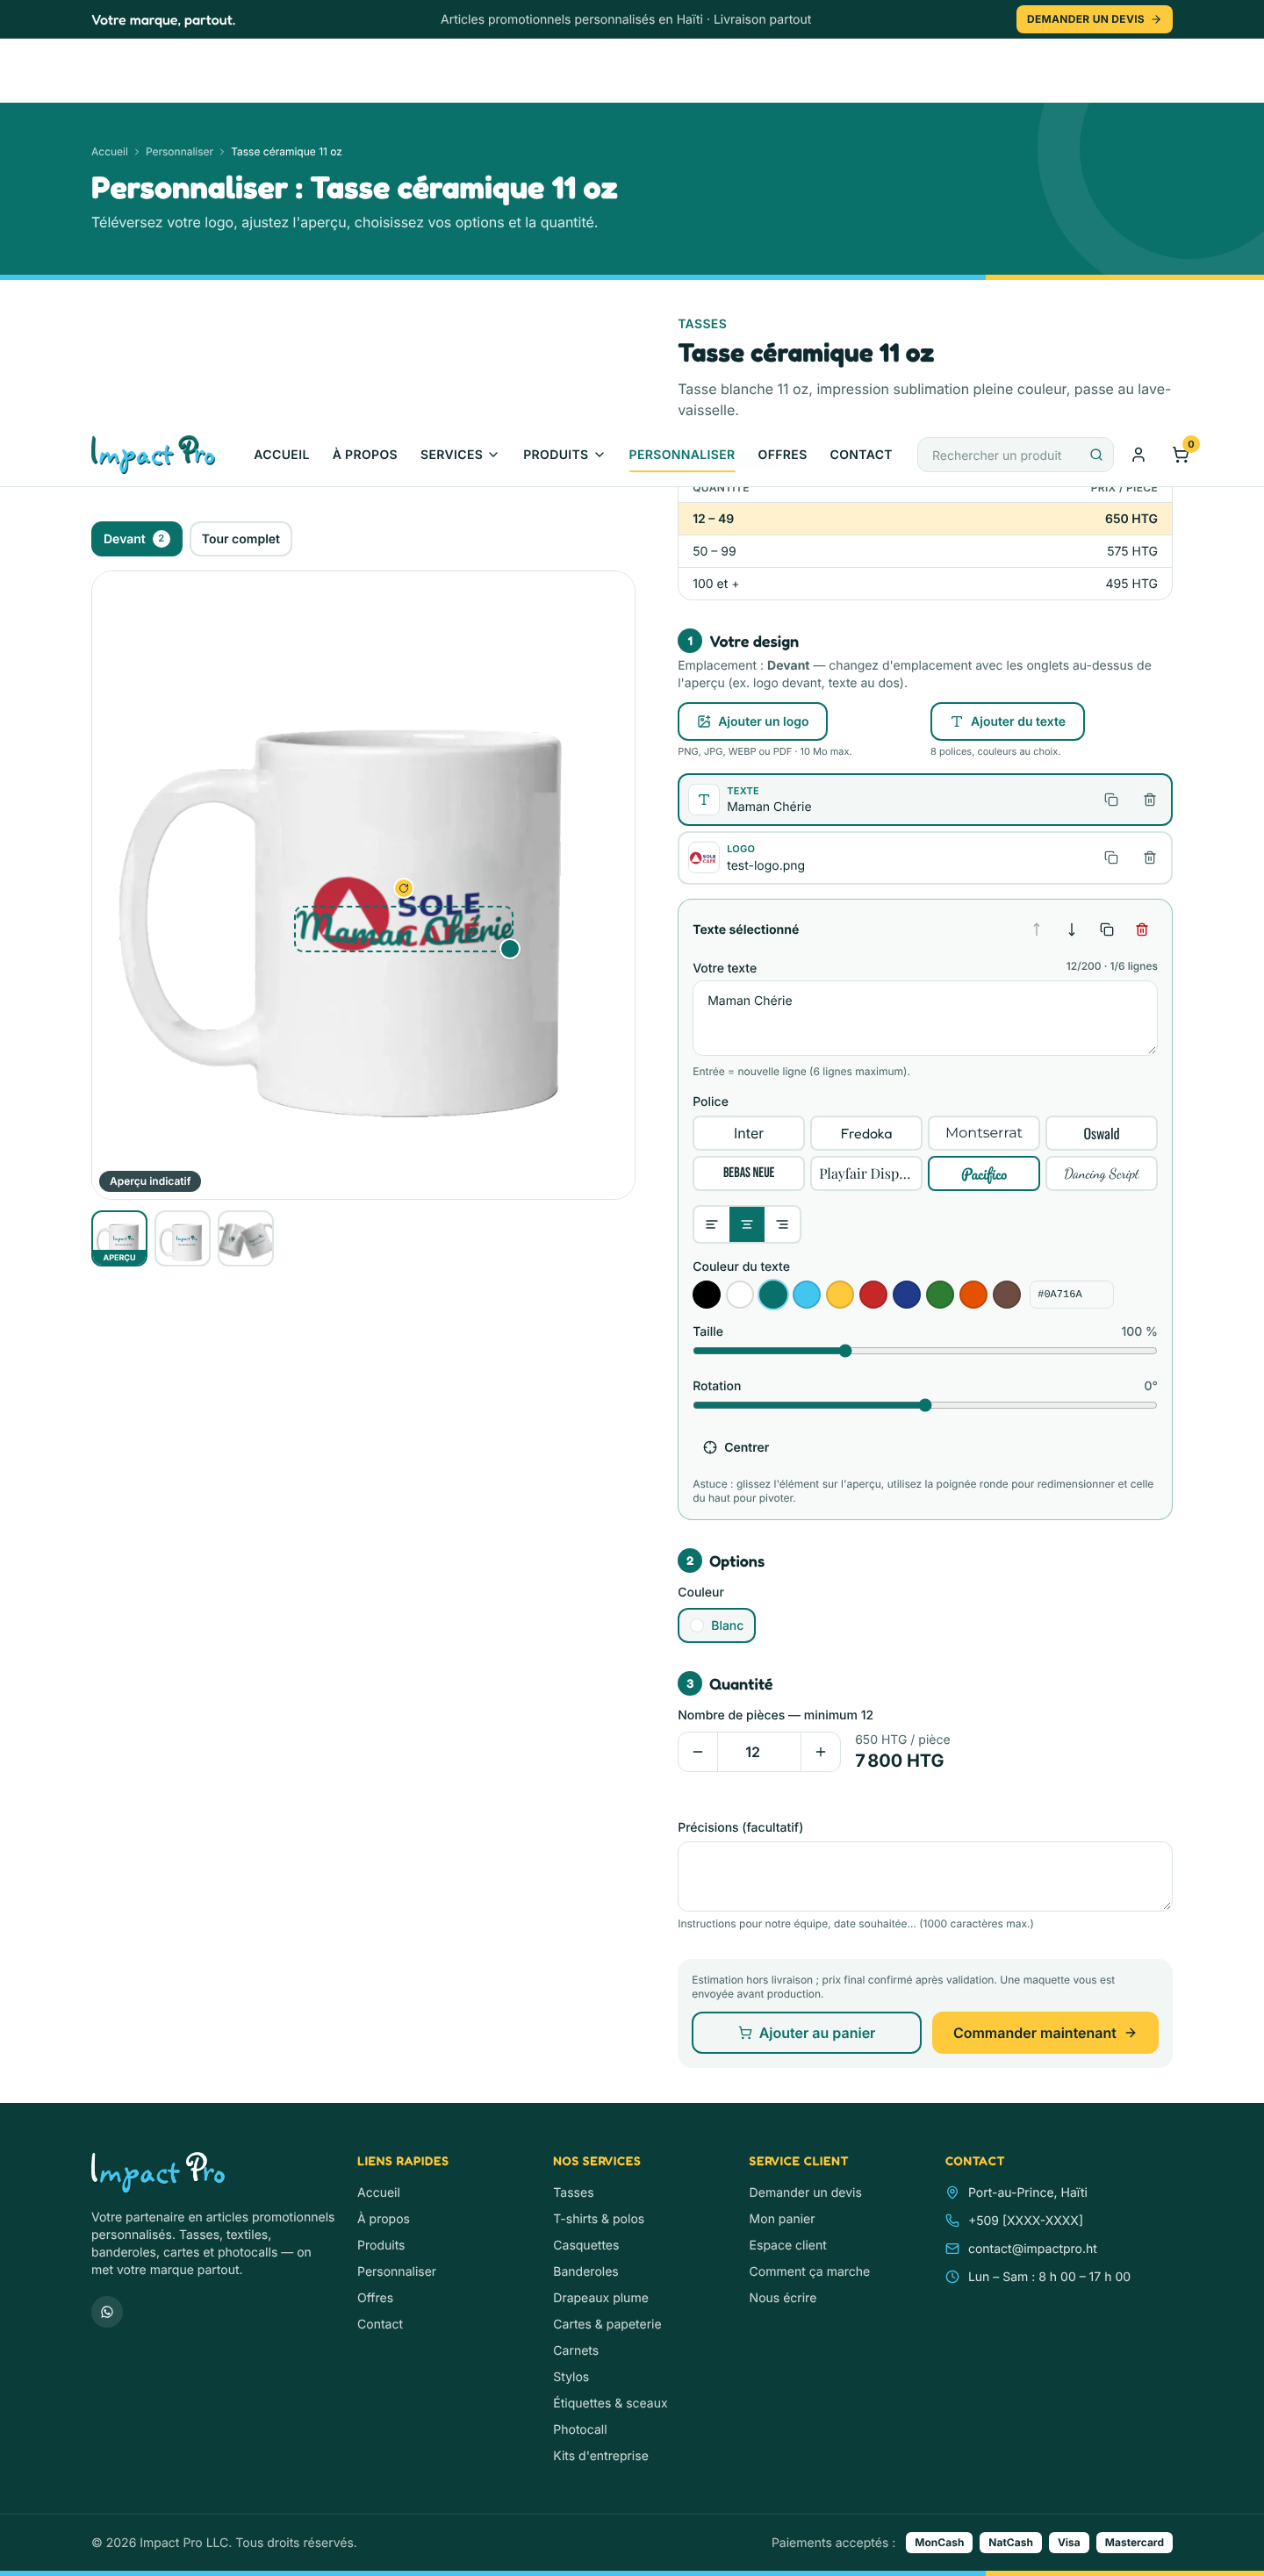 Votre marque, partout.
Articles promotionnels personnalisés en Haïti · Livraison partout
DEMANDER UN DEVIS
Accueil > Personnaliser > Tasse céramique 11 oz
Personnaliser : Tasse céramique 11 oz
Téléversez votre logo, ajustez l'aperçu, choisissez vos options et la quantité.
TASSES
Tasse céramique 11 oz
Tasse blanche 11 oz, impression sublimation pleine couleur, passe au lave-
vaisselle.
Impact Pro
ACCUEIL
À PROPOS
SERVICES
PRODUITS
PERSONNALISER
OFFRES
CONTACT
Rechercher un produit
0
QUANTITÉ
PRIX / PIÈCE
12 – 49
650 HTG
50 – 99
575 HTG
100 et +
495 HTG
Devant 2
Tour complet
SOLE
CAFÉ
Maman Chérie
Aperçu indicatif
APERÇU
1 Votre design
Emplacement : Devant — changez d'emplacement avec les onglets au-dessus de
l'aperçu (ex. logo devant, texte au dos).
Ajouter un logo
Ajouter du texte
PNG, JPG, WEBP ou PDF · 10 Mo max.
8 polices, couleurs au choix.
TEXTE
Maman Chérie
SOLE
CAFÉ
LOGO
test-logo.png
Texte sélectionné
Votre texte
12/200 · 1/6 lignes
Maman Chérie
Entrée = nouvelle ligne (6 lignes maximum).
Police
Inter
Fredoka
Montserrat
Oswald
BEBAS NEUE
Playfair Disp...
Pacifico
Dancing Script
Couleur du texte
#0A716A
Taille
100 %
Rotation
0°
Centrer
Astuce : glissez l'élément sur l'aperçu, utilisez la poignée ronde pour redimensionner et celle
du haut pour pivoter.
2 Options
Couleur
Blanc
3 Quantité
Nombre de pièces — minimum 12
− 12 +
650 HTG / pièce
7 800 HTG
Précisions (facultatif)
Instructions pour notre équipe, date souhaitée... (1000 caractères max.)
Estimation hors livraison ; prix final confirmé après validation. Une maquette vous est
envoyée avant production.
Ajouter au panier
Commander maintenant
Impact Pro
Votre partenaire en articles promotionnels
personnalisés. Tasses, textiles,
banderoles, cartes et photocalls — on
met votre marque partout.
LIENS RAPIDES
Accueil
À propos
Produits
Personnaliser
Offres
Contact
NOS SERVICES
Tasses
T-shirts & polos
Casquettes
Banderoles
Drapeaux plume
Cartes & papeterie
Carnets
Stylos
Étiquettes & sceaux
Photocall
Kits d'entreprise
SERVICE CLIENT
Demander un devis
Mon panier
Espace client
Comment ça marche
Nous écrire
CONTACT
Port-au-Prince, Haïti
+509 [XXXX-XXXX]
contact@impactpro.ht
Lun – Sam : 8 h 00 – 17 h 00
© 2026 Impact Pro LLC. Tous droits réservés.
Paiements acceptés :
MonCash
NatCash
Visa
Mastercard